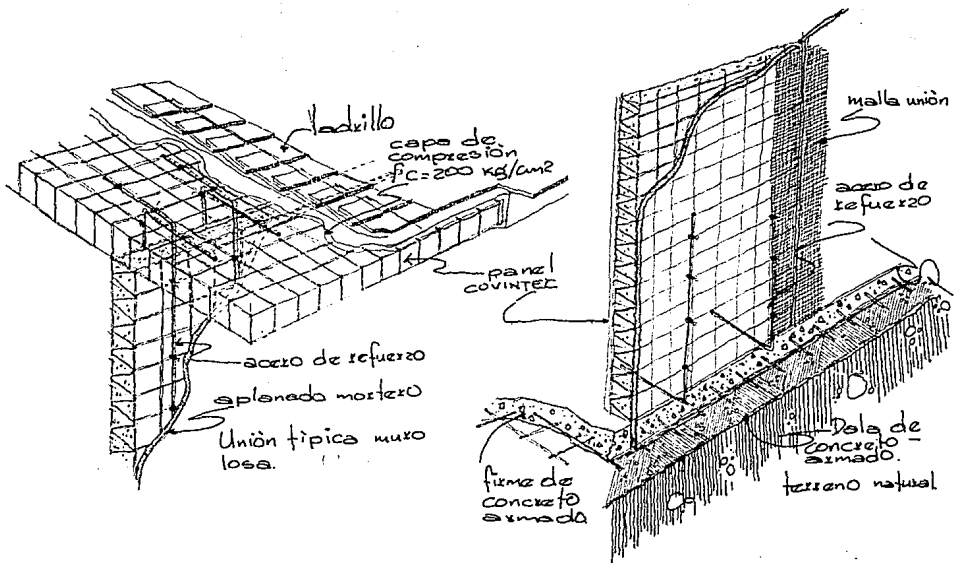 ladrillo
capa de
compresión
f'c=200 kg/cm2
panel
COVINTEC
acero de refuerzo
aplanado mortero
Unión típica muro
losa.
malla unión
acero de
refuerzo
firme de
concreto
armado
Dala de
concreto
armado.
terreno natural